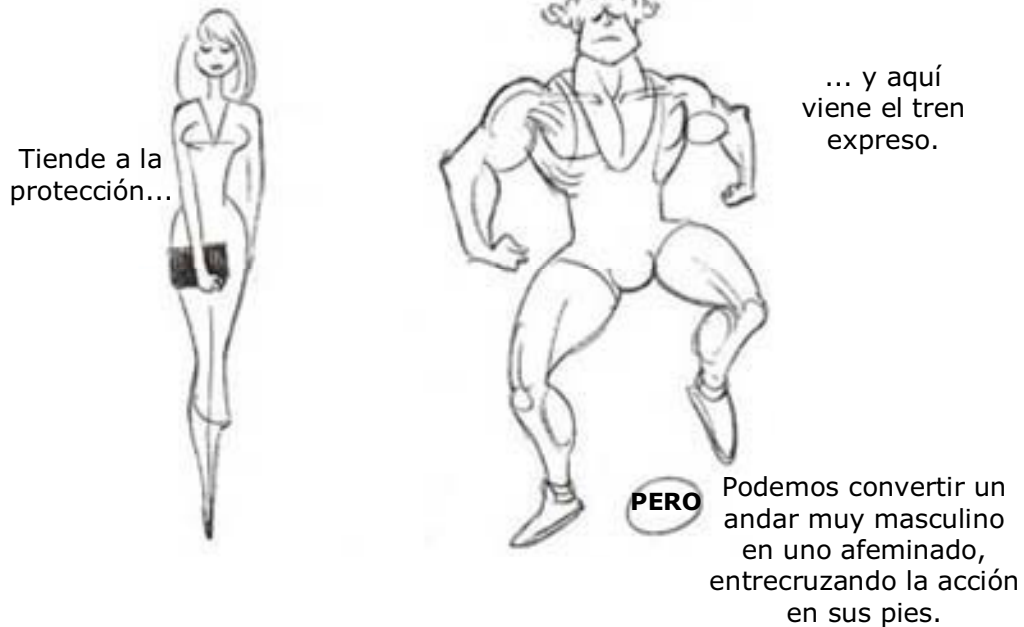 Tiende a la
protección...
... y aquí
viene el tren
expreso.
PERO
Podemos convertir un
andar muy masculino
en uno afeminado,
entrecruzando la acción
en sus pies.